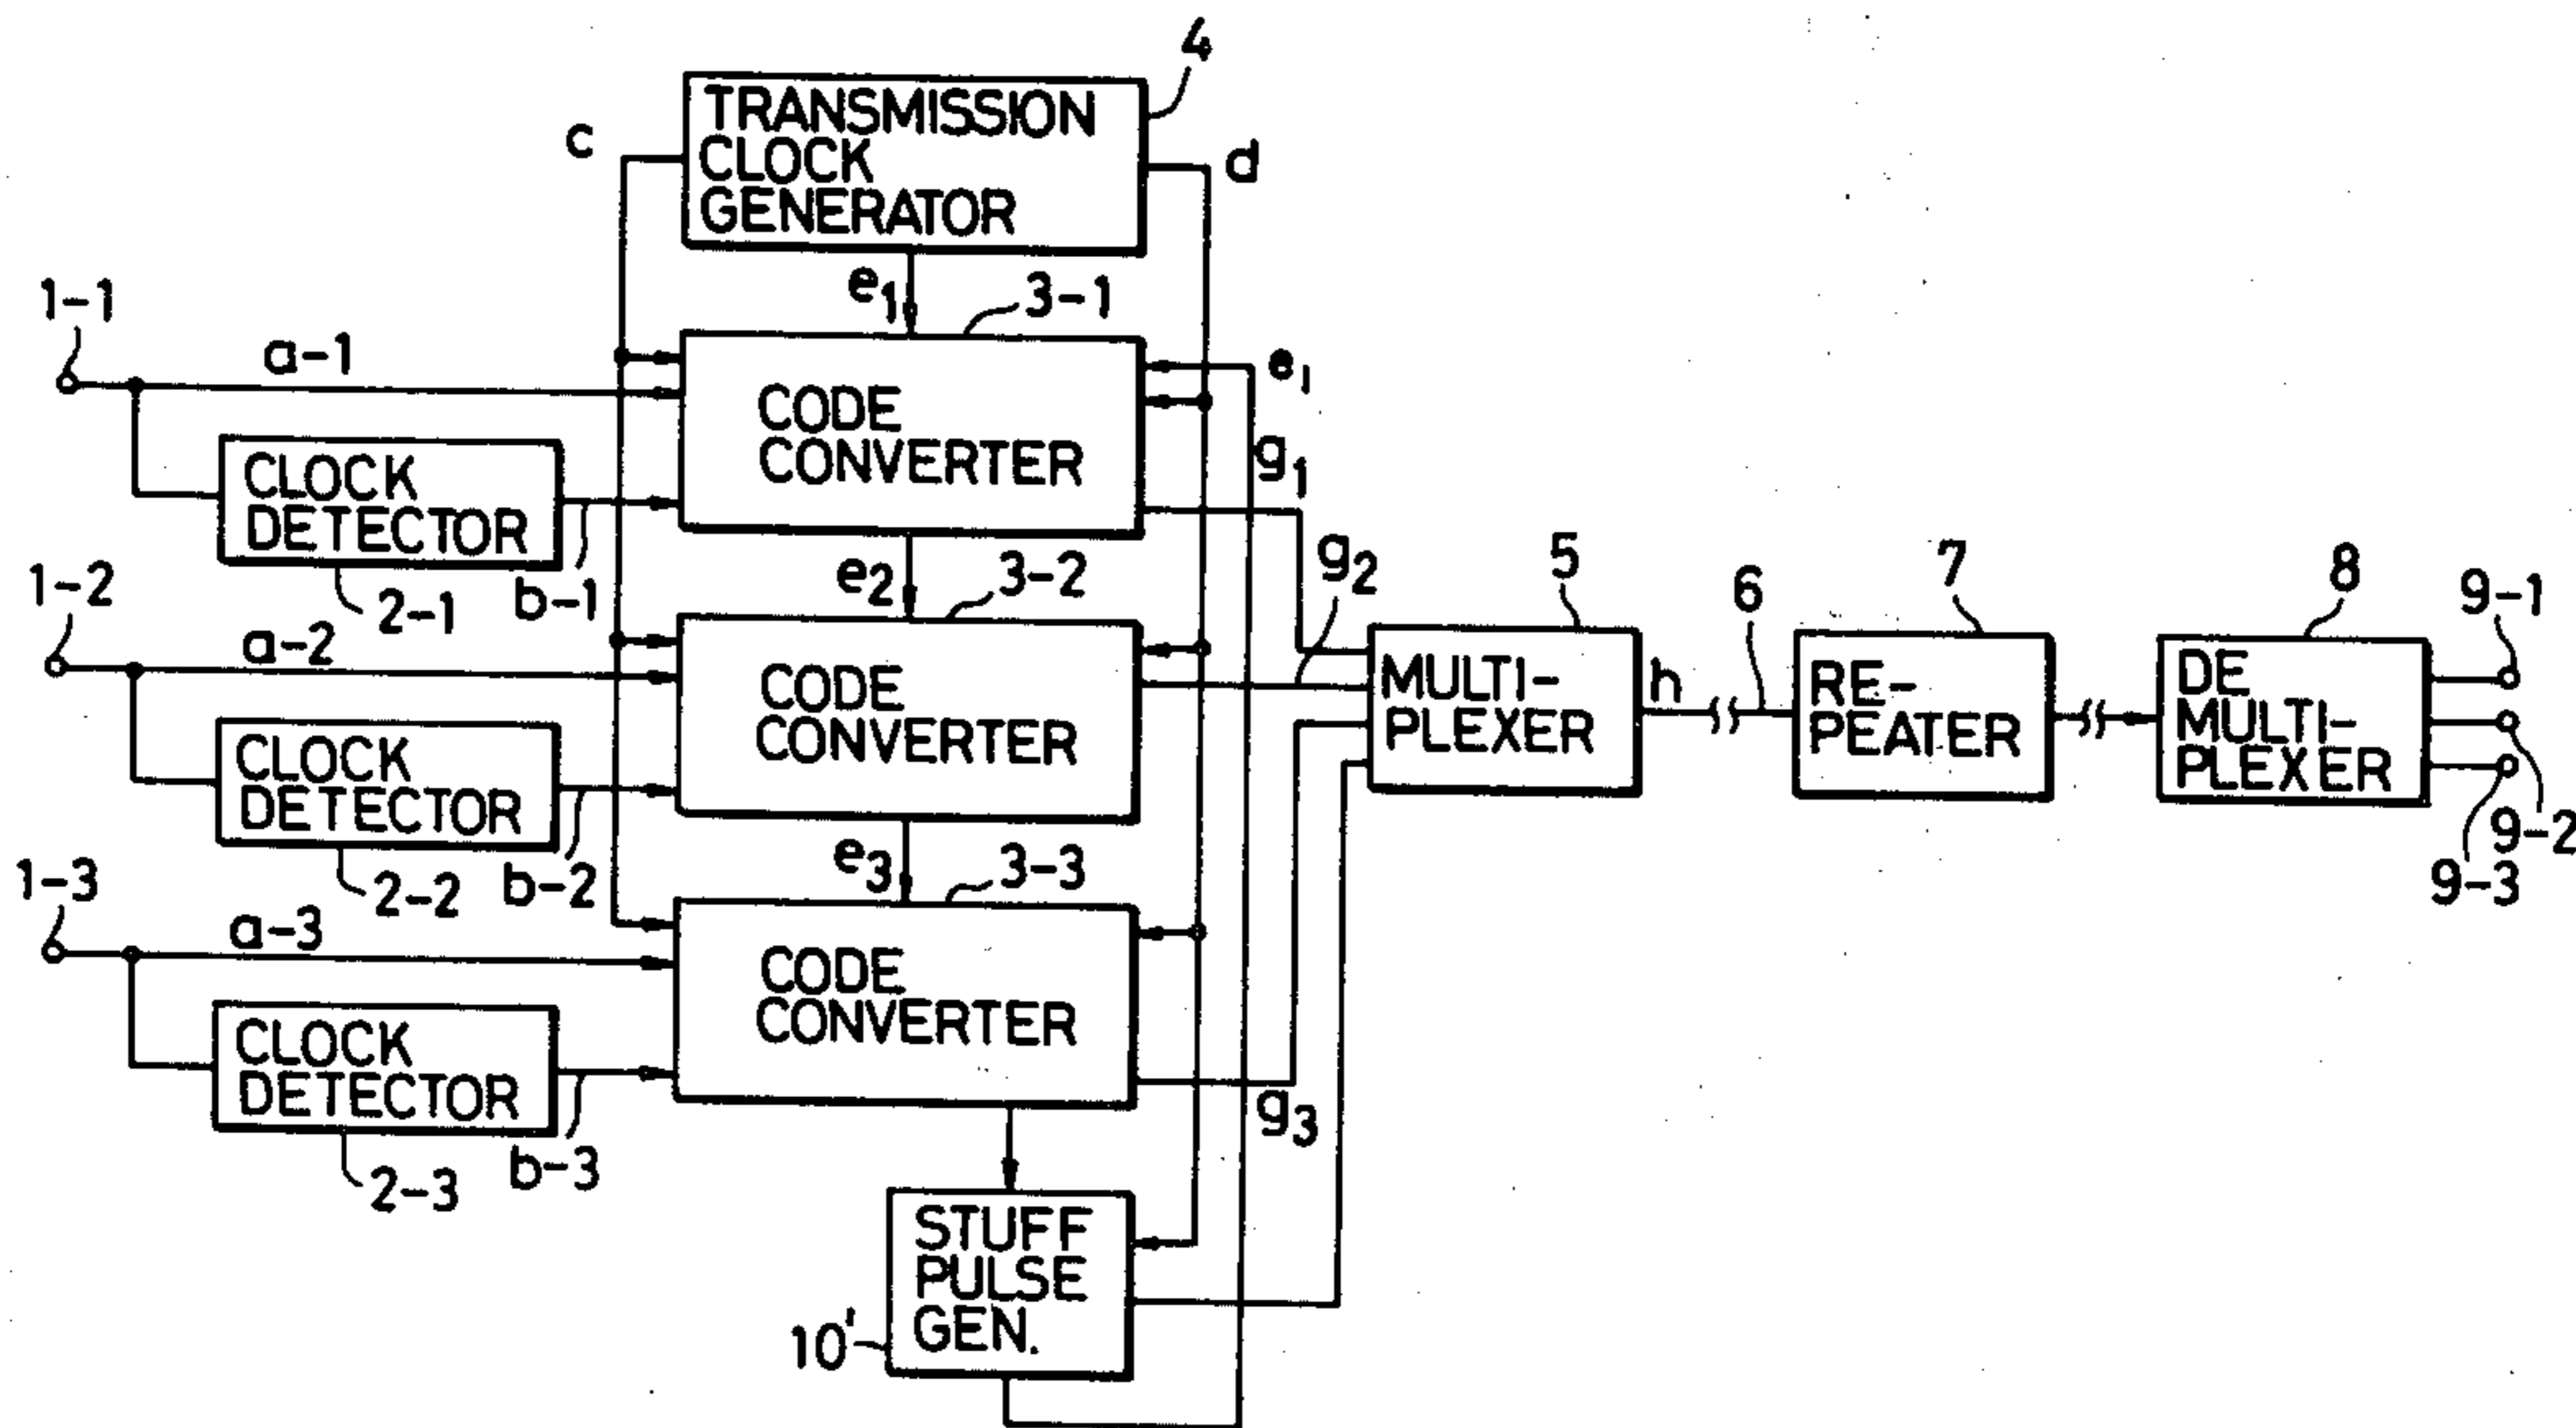 4
TRANSMISSION
CLOCK
GENERATOR
c
d
e1
3-1
1-1
a-1
CODE
CONVERTER
e1
g1
CLOCK
DETECTOR
2-1
b-1
1-2
a-2
e2
3-2
g2
CODE
CONVERTER
CLOCK
DETECTOR
2-2
b-2
5
MULTI-
PLEXER
h
6
7
RE-
PEATER
8
DE
MULTI-
PLEXER
9-1
9-2
9-3
1-3
a-3
e3
3-3
CODE
CONVERTER
g3
CLOCK
DETECTOR
2-3
b-3
STUFF
PULSE
GEN.
10'